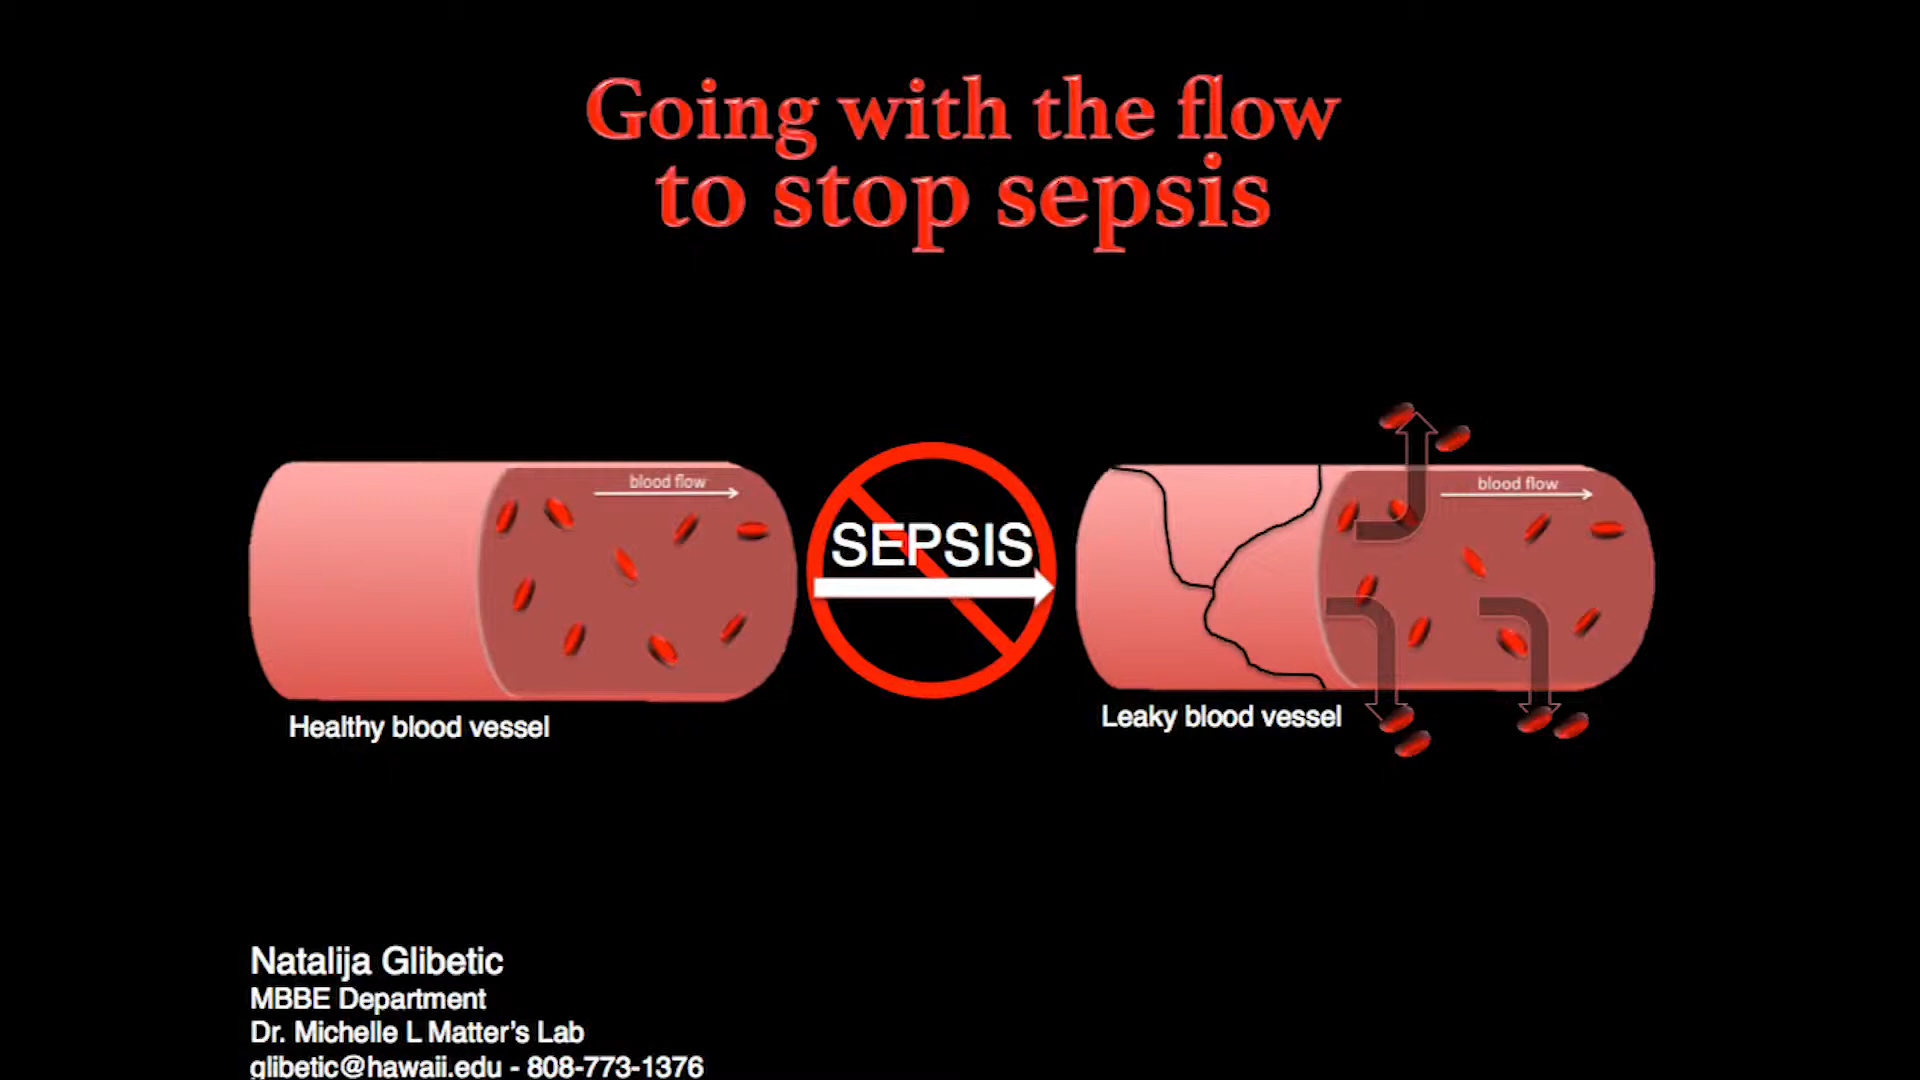 Going with the flow
to stop sepsis
blood flow
SEPSIS
blood flow
Healthy blood vessel
Leaky blood vessel
Natalija Glibetic
MBBE Department
Dr. Michelle L Matter's Lab
glibetic@hawaii.edu - 808-773-1376